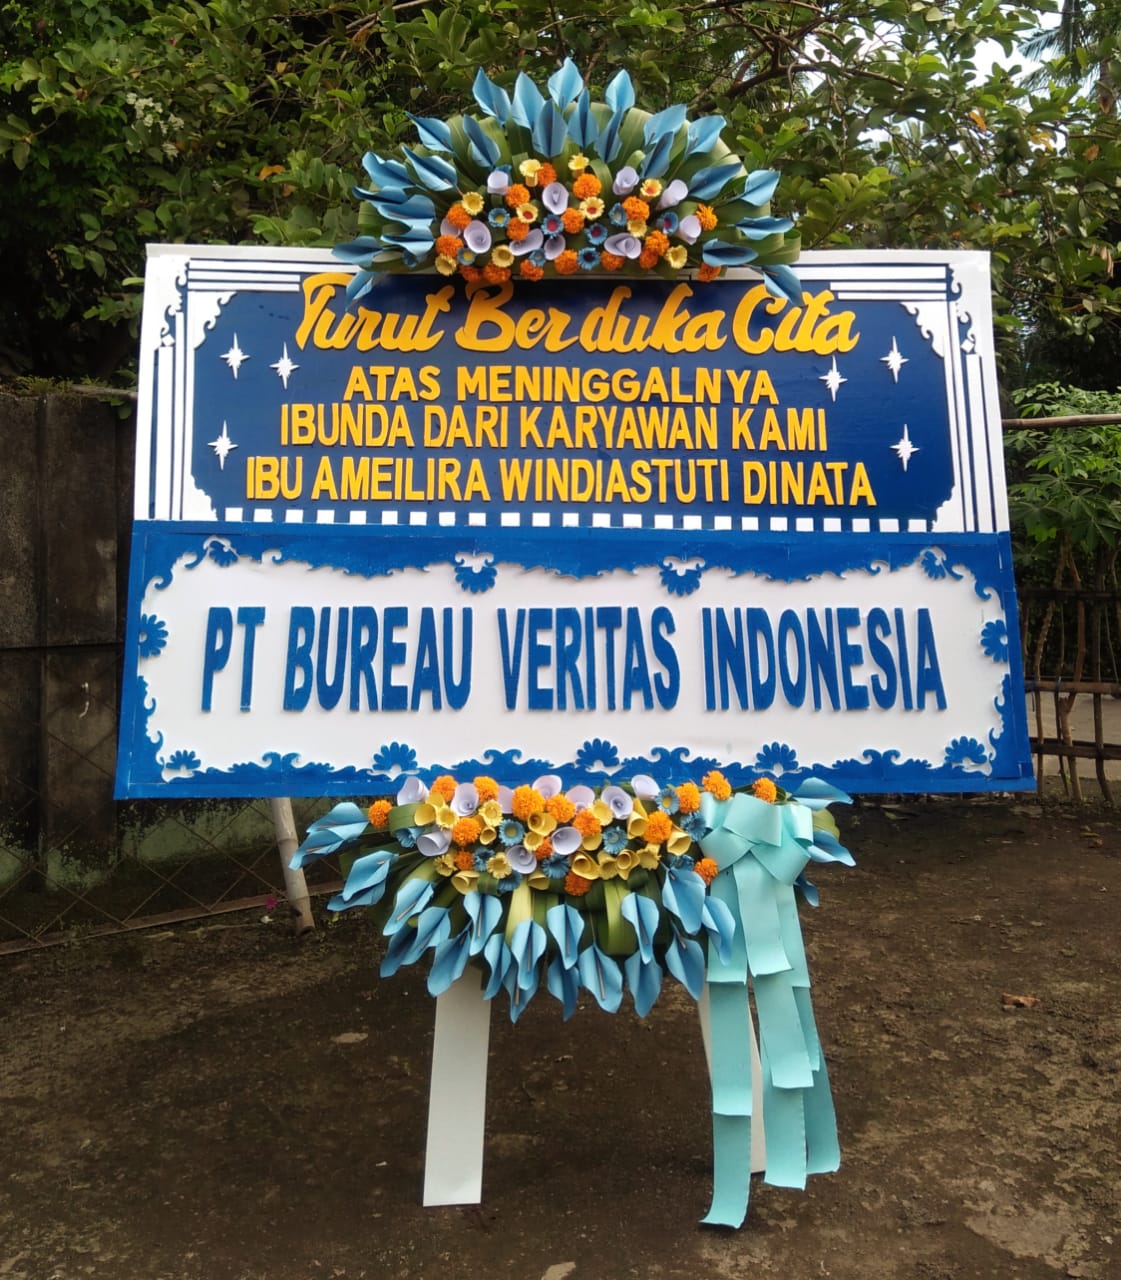 Turut Berduka Cita
ATAS MENINGGALNYA
IBUNDA DARI KARYAWAN KAMI
IBU AMEILIRA WINDIASTUTI DINATA
PT BUREAU VERITAS INDONESIA